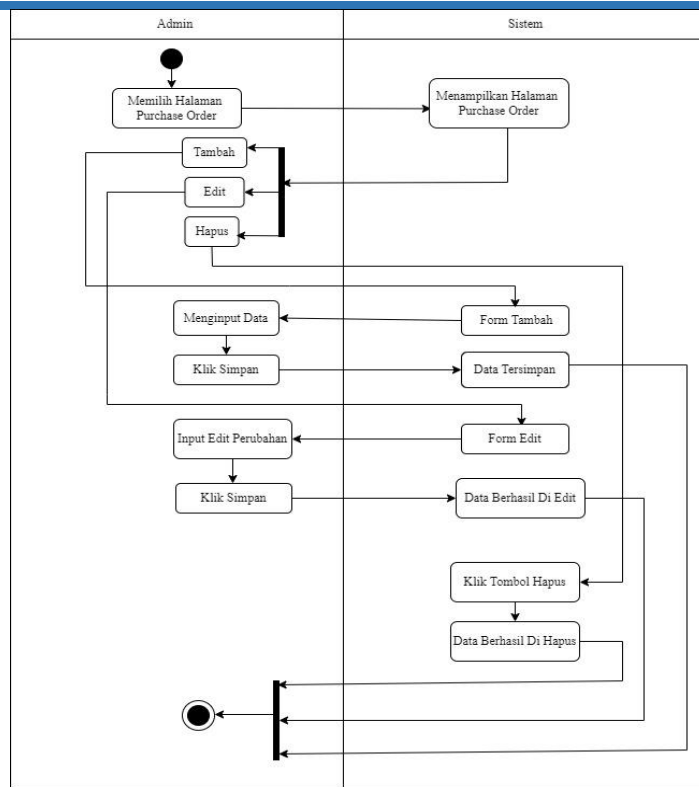 Admin
Sistem
Memilih Halaman
Purchase Order
Menampilkan Halaman
Purchase Order
Tambah
Edit
Hapus
Menginput Data
Form Tambah
Klik Simpan
Data Tersimpan
Input Edit Perubahan
Form Edit
Klik Simpan
Data Berhasil Di Edit
Klik Tombol Hapus
Data Berhasil Di Hapus